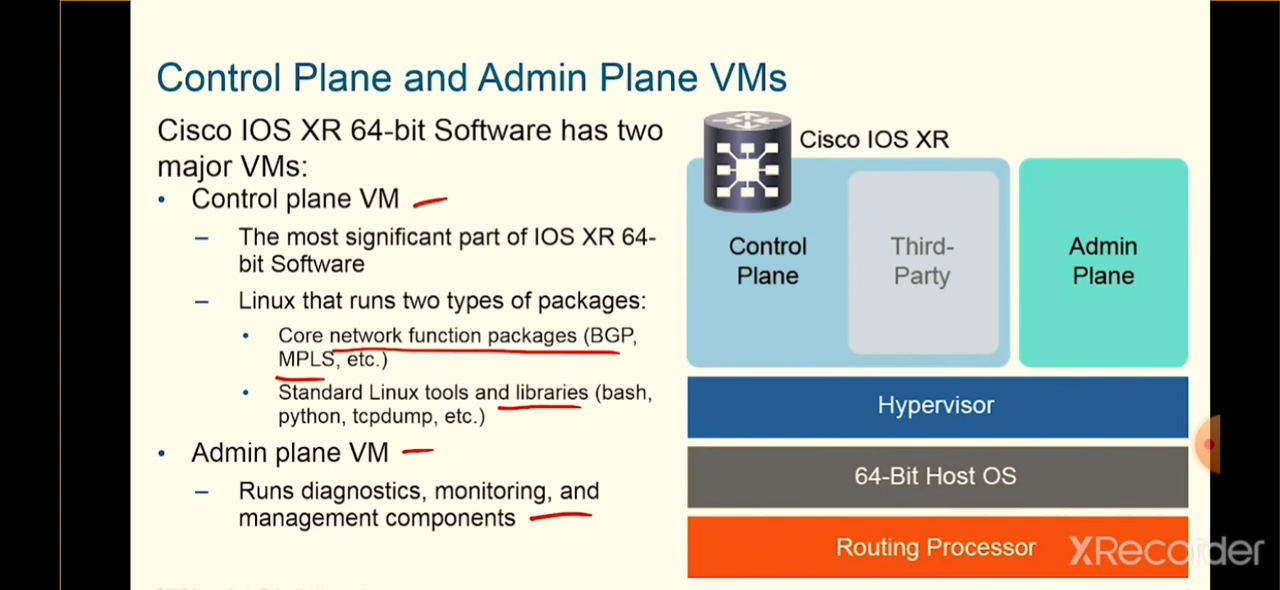 Control Plane and Admin Plane VMs
Cisco IOS XR 64-bit Software has two
major VMs:
• Control plane VM
– The most significant part of IOS XR 64-
bit Software
– Linux that runs two types of packages:
• Core network function packages (BGP,
MPLS, etc.)
• Standard Linux tools and libraries (bash,
python, tcpdump, etc.)
• Admin plane VM
– Runs diagnostics, monitoring, and
management components
Cisco IOS XR
Control
Plane
Third-
Party
Admin
Plane
Hypervisor
64-Bit Host OS
Routing Processor
XRecorder